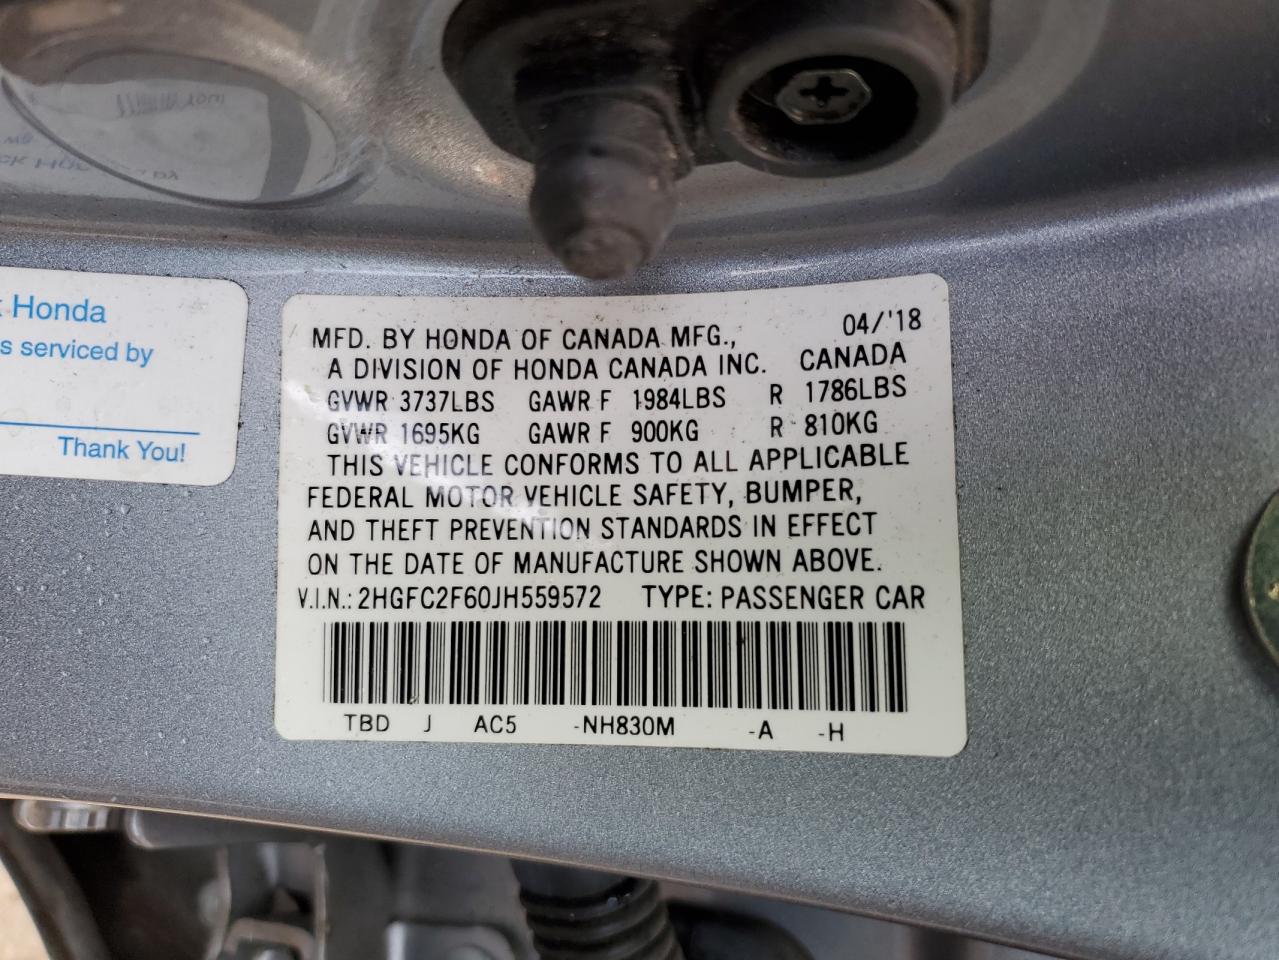 Honda
s serviced by
Thank You!
MFD. BY HONDA OF CANADA MFG., 04/'18
A DIVISION OF HONDA CANADA INC. CANADA
GVWR 3737LBS GAWR F 1984LBS R 1786LBS
GVWR 1695KG GAWR F 900KG R 810KG
THIS VEHICLE CONFORMS TO ALL APPLICABLE
FEDERAL MOTOR VEHICLE SAFETY, BUMPER,
AND THEFT PREVENTION STANDARDS IN EFFECT
ON THE DATE OF MANUFACTURE SHOWN ABOVE.
V.I.N.: 2HGFC2F60JH559572 TYPE: PASSENGER CAR
TBD J AC5 -NH830M -A -H